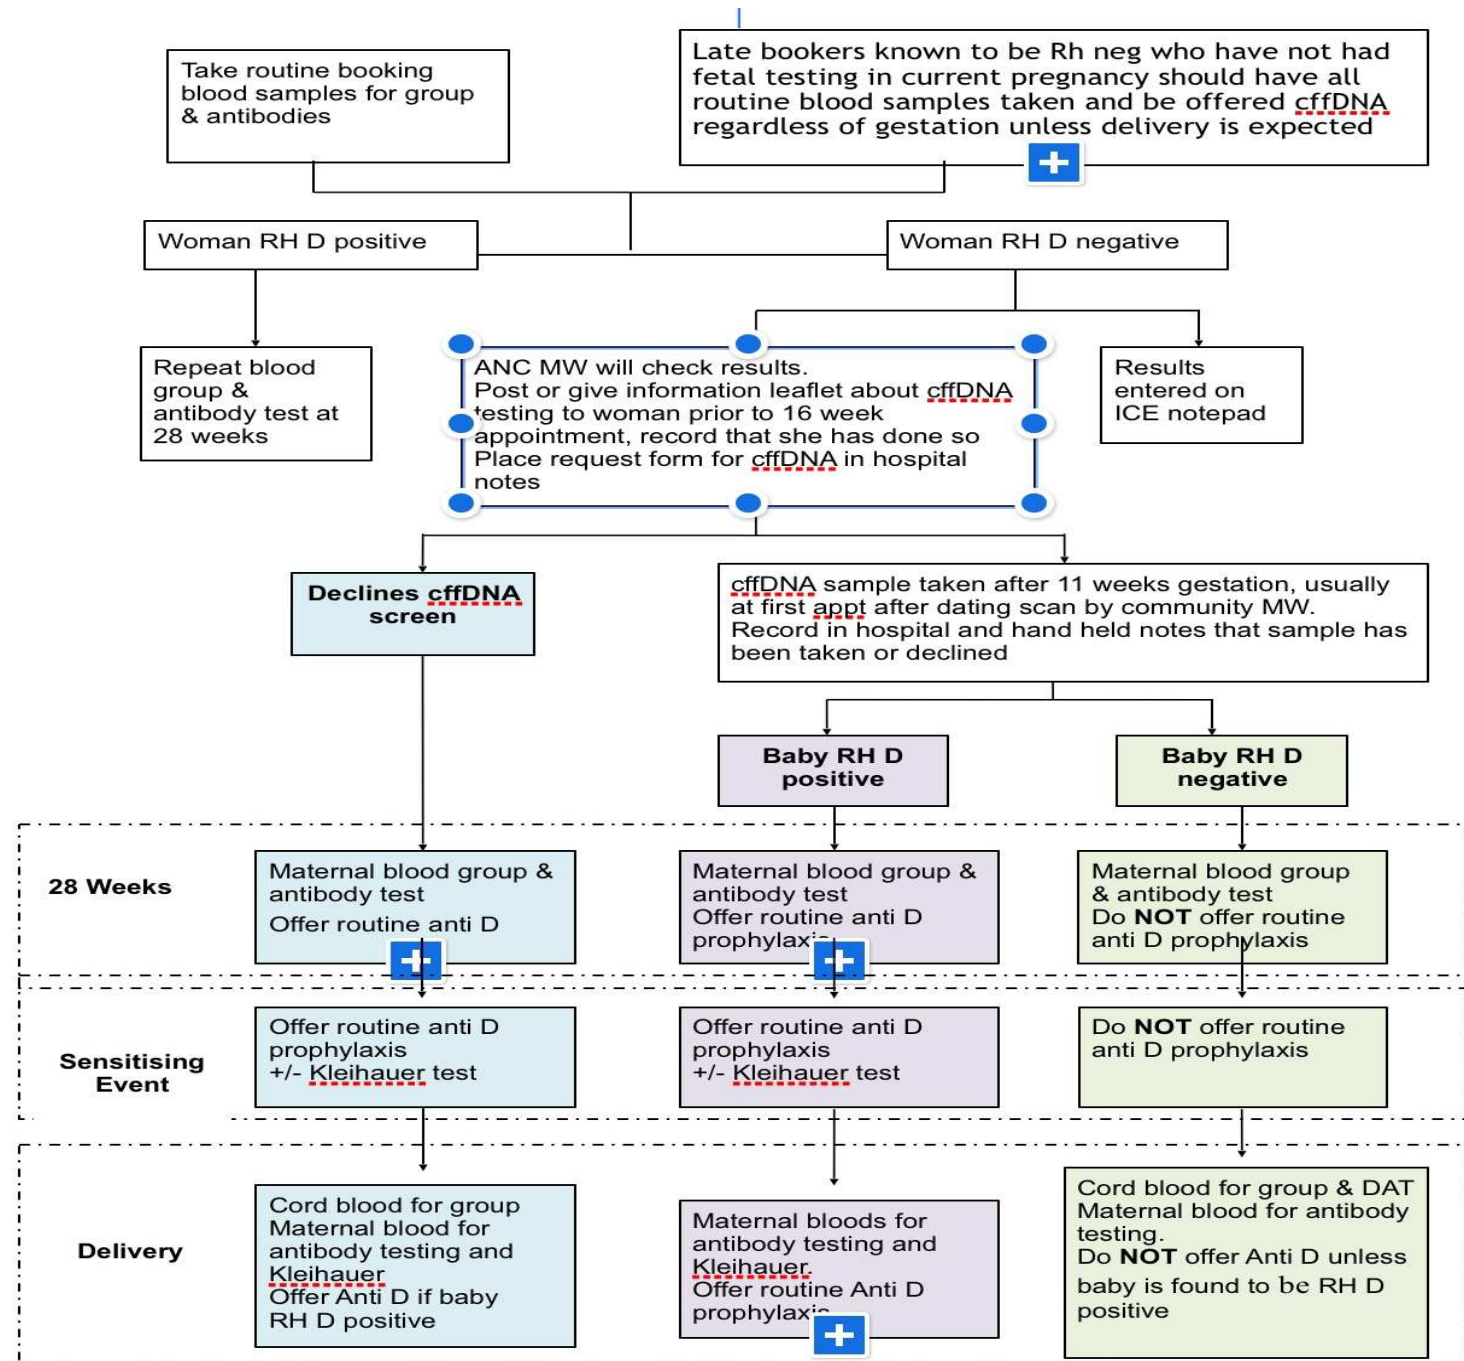 Take routine booking
blood samples for group
& antibodies
Late bookers known to be Rh neg who have not had
fetal testing in current pregnancy should have all
routine blood samples taken and be offered cffDNA
regardless of gestation unless delivery is expected
Woman RH D positive
Woman RH D negative
Repeat blood
group &
antibody test at
28 weeks
ANC MW will check results.
Post or give information leaflet about cffDNA
testing to woman prior to 16 week
appointment, record that she has done so
Place request form for cffDNA in hospital
notes
Results
entered on
ICE notepad
Declines cffDNA
screen
cffDNA sample taken after 11 weeks gestation, usually
at first appt after dating scan by community MW.
Record in hospital and hand held notes that sample has
been taken or declined
Baby RH D
positive
Baby RH D
negative
28 Weeks
Maternal blood group &
antibody test
Offer routine anti D
Maternal blood group &
antibody test
Offer routine anti D
prophylaxis
Maternal blood group
& antibody test
Do NOT offer routine
anti D prophylaxis
Sensitising
Event
Offer routine anti D
prophylaxis
+/- Kleihauer test
Offer routine anti D
prophylaxis
+/- Kleihauer test
Do NOT offer routine
anti D prophylaxis
Delivery
Cord blood for group
Maternal blood for
antibody testing and
Kleihauer
Offer Anti D if baby
RH D positive
Maternal bloods for
antibody testing and
Kleihauer.
Offer routine Anti D
prophylaxis
Cord blood for group & DAT
Maternal blood for antibody
testing.
Do NOT offer Anti D unless
baby is found to be RH D
positive